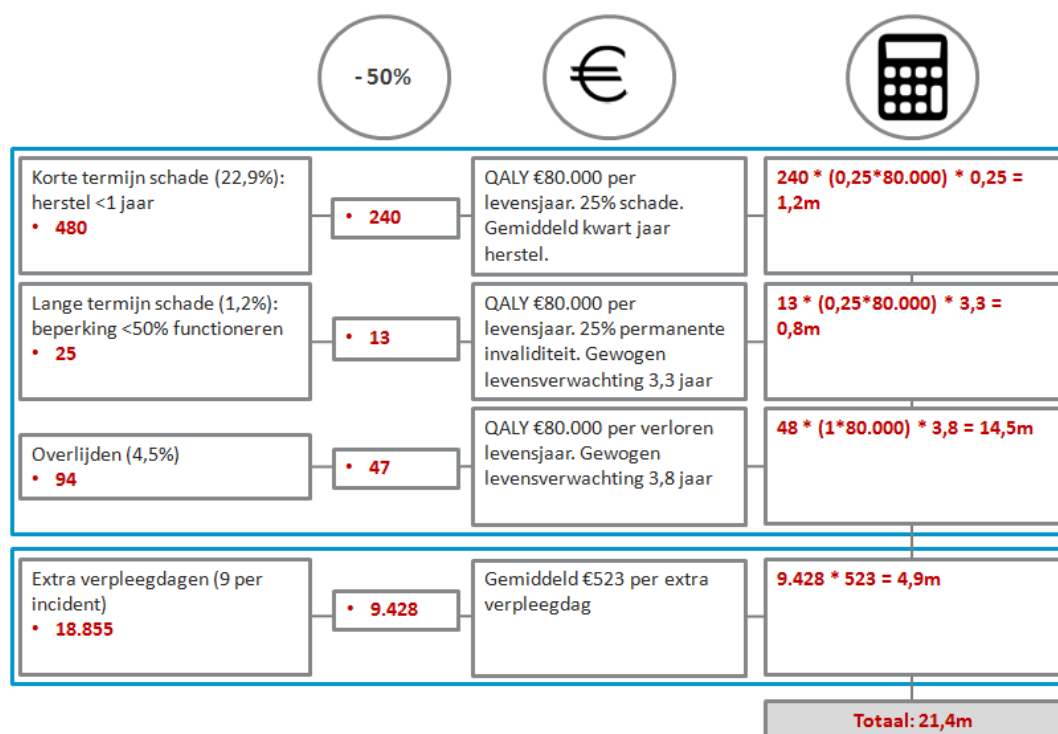 - 50%
€
Korte termijn schade (22,9%):
herstel <1 jaar
• 480
• 240
QALY €80.000 per
levensjaar. 25% schade.
Gemiddeld kwart jaar
herstel.
240 * (0,25*80.000) * 0,25 =
1,2m
Lange termijn schade (1,2%):
beperking <50% functioneren
• 25
• 13
QALY €80.000 per
levensjaar. 25% permanente
invaliditeit. Gewogen
levensverwachting 3,3 jaar
13 * (0,25*80.000) * 3,3 =
0,8m
Overlijden (4,5%)
• 94
• 47
QALY €80.000 per verloren
levensjaar. Gewogen
levensverwachting 3,8 jaar
48 * (1*80.000) * 3,8 = 14,5m
Extra verpleegdagen (9 per
incident)
• 18.855
• 9.428
Gemiddeld €523 per extra
verpleegdag
9.428 * 523 = 4,9m
Totaal: 21,4m